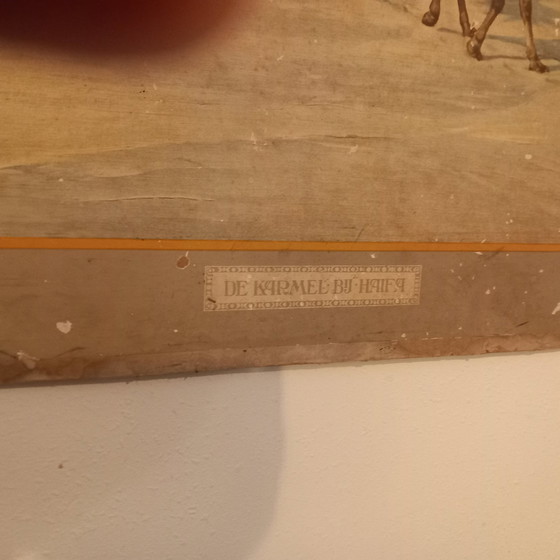 DE KARMEL BIJ HAIFA